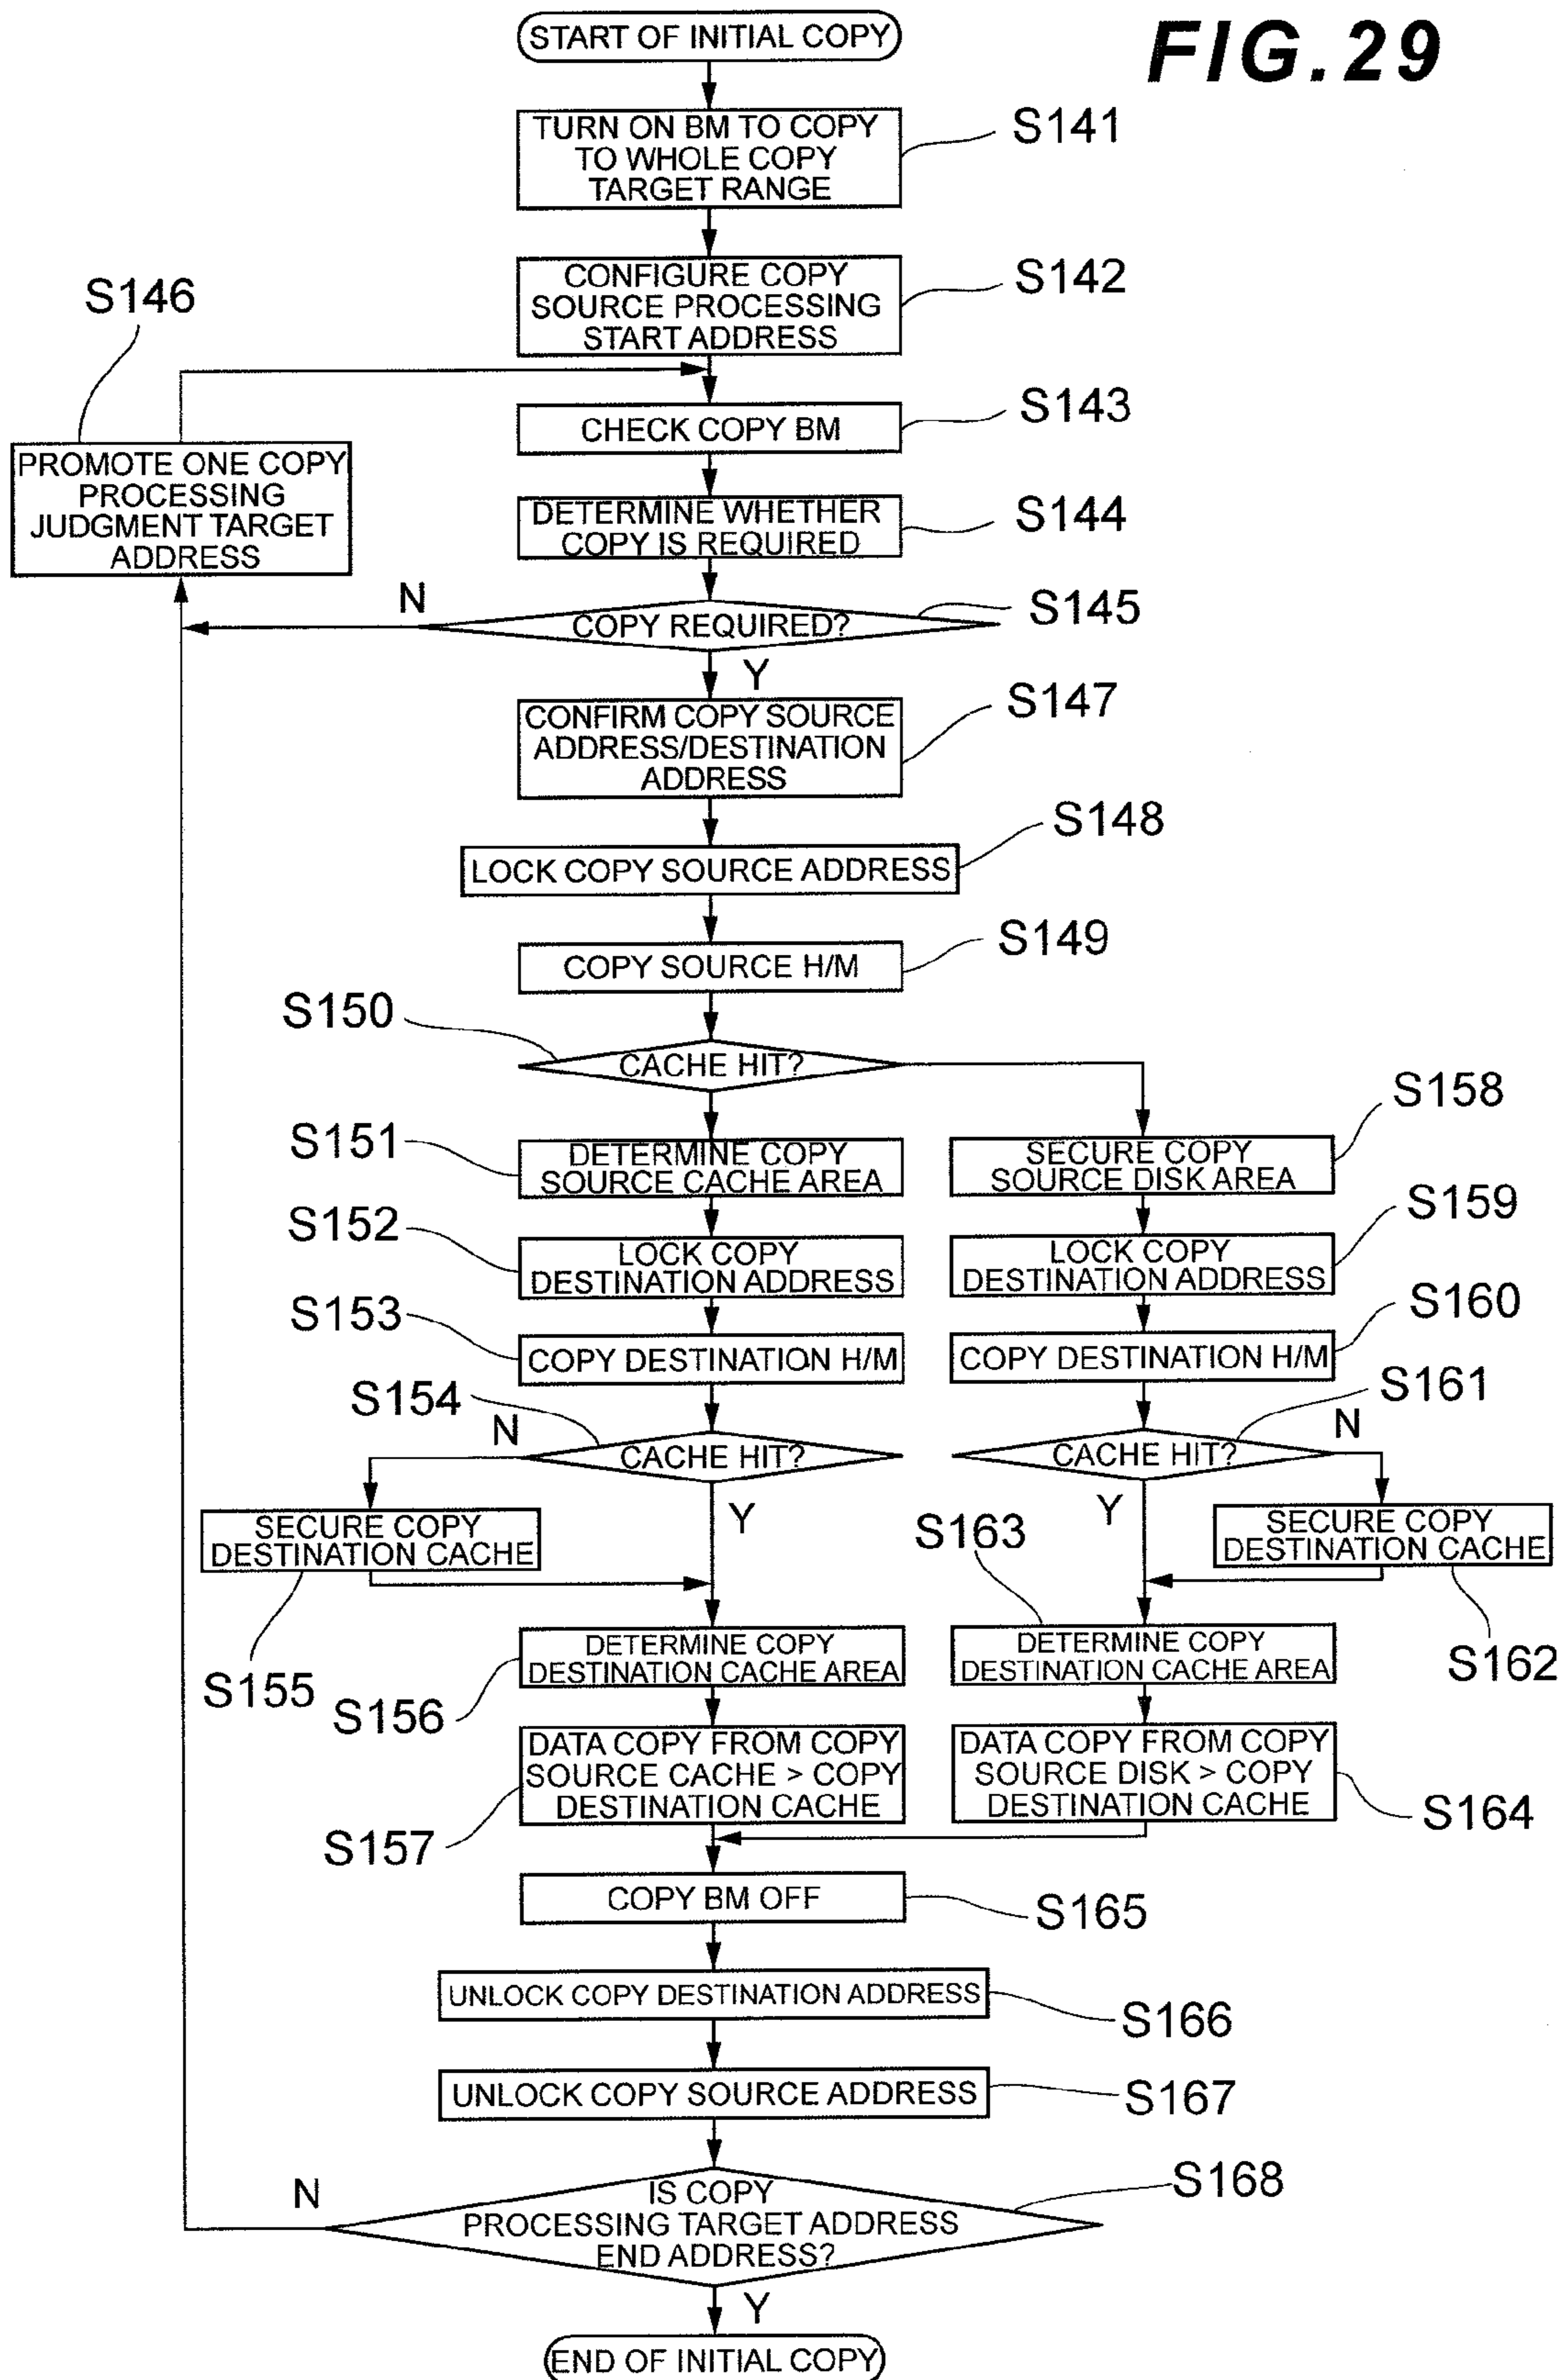 FIG.29
START OF INITIAL COPY
TURN ON BM TO COPY
TO WHOLE COPY
TARGET RANGE
S141
CONFIGURE COPY
SOURCE PROCESSING
START ADDRESS
S142
S146
PROMOTE ONE COPY
PROCESSING
JUDGMENT TARGET
ADDRESS
CHECK COPY BM
S143
DETERMINE WHETHER
COPY IS REQUIRED
S144
N
COPY REQUIRED?
S145
Y
CONFIRM COPY SOURCE
ADDRESS/DESTINATION
ADDRESS
S147
LOCK COPY SOURCE ADDRESS
S148
COPY SOURCE H/M
S149
S150
CACHE HIT?
S151
DETERMINE COPY
SOURCE CACHE AREA
SECURE COPY
SOURCE DISK AREA
S158
S152
LOCK COPY
DESTINATION ADDRESS
LOCK COPY
DESTINATION ADDRESS
S159
S153
COPY DESTINATION H/M
COPY DESTINATION H/M
S160
S154
N
CACHE HIT?
Y
CACHE HIT?
S161
N
Y
SECURE COPY
DESTINATION CACHE
S155
S163
SECURE COPY
DESTINATION CACHE
S162
DETERMINE COPY
DESTINATION CACHE AREA
S156
DETERMINE COPY
DESTINATION CACHE AREA
DATA COPY FROM COPY
SOURCE CACHE > COPY
DESTINATION CACHE
S157
DATA COPY FROM COPY
SOURCE DISK > COPY
DESTINATION CACHE
S164
COPY BM OFF
S165
UNLOCK COPY DESTINATION ADDRESS
S166
UNLOCK COPY SOURCE ADDRESS
S167
N
IS COPY
PROCESSING TARGET ADDRESS
END ADDRESS?
S168
Y
END OF INITIAL COPY